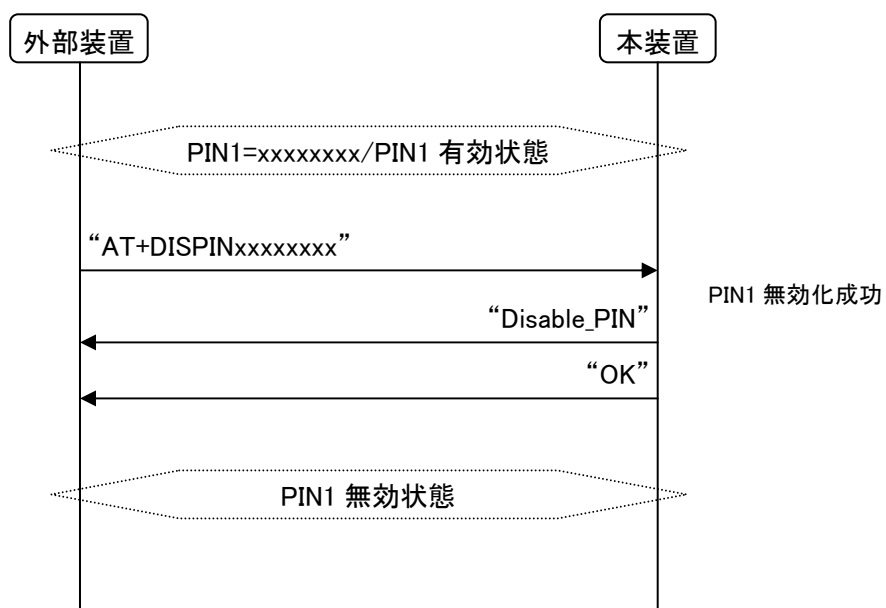 外部装置
本装置
PIN1=xxxxxxxx/PIN1 有効状態
“AT+DISPINxxxxxxxx”
PIN1 無効化成功
“Disable_PIN”
“OK”
PIN1 無効状態